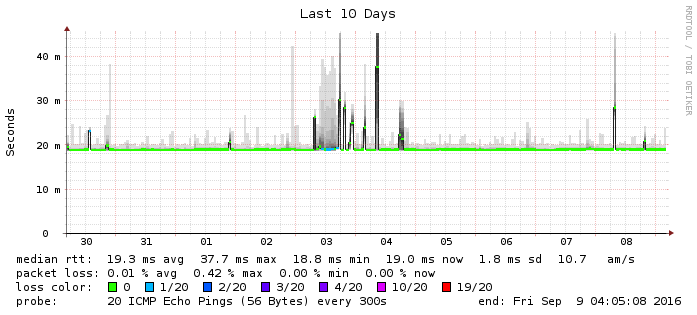 Last 10 Days
RRDTOOL / TOBI OETIKER
Seconds
40 m
30 m
20 m
10 m
0
30 31 01 02 03 04 05 06 07 08
median rtt: 19.3 ms avg 37.7 ms max 18.8 ms min 19.0 ms now 1.8 ms sd 10.7 am/s
packet loss: 0.01 % avg 0.42 % max 0.00 % min 0.00 % now
loss color: 0 1/20 2/20 3/20 4/20 10/20 19/20
probe: 20 ICMP Echo Pings (56 Bytes) every 300s end: Fri Sep 9 04:05:08 2016